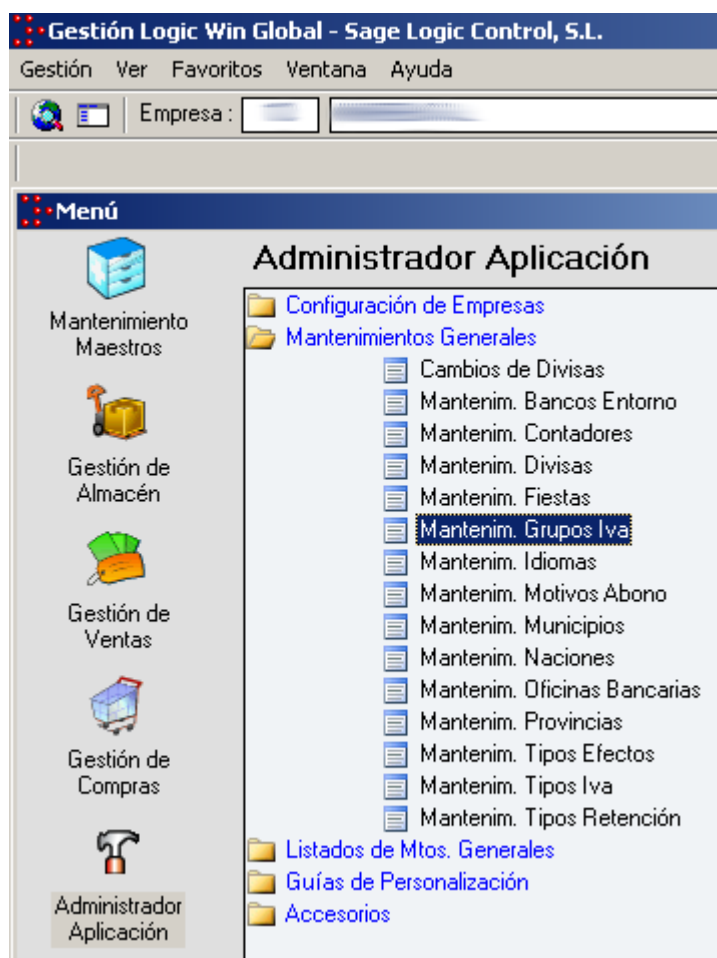 Gestión Logic Win Global - Sage Logic Control, S.L.
Gestión Ver Favoritos Ventana Ayuda
Empresa :
Menú
Mantenimiento
Maestros
Gestión de
Almacén
Gestión de
Ventas
Gestión de
Compras
Administrador
Aplicación
Administrador Aplicación
Configuración de Empresas
Mantenimientos Generales
Cambios de Divisas
Mantenim. Bancos Entorno
Mantenim. Contadores
Mantenim. Divisas
Mantenim. Fiestas
Mantenim. Grupos Iva
Mantenim. Idiomas
Mantenim. Motivos Abono
Mantenim. Municipios
Mantenim. Naciones
Mantenim. Oficinas Bancarias
Mantenim. Provincias
Mantenim. Tipos Efectos
Mantenim. Tipos Iva
Mantenim. Tipos Retención
Listados de Mtos. Generales
Guías de Personalización
Accesorios